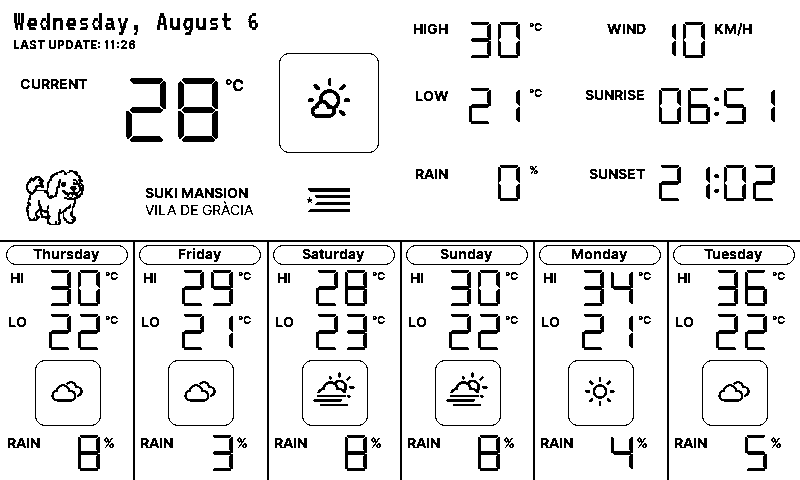 Wednesday, August 6
LAST UPDATE: 11:26
CURRENT 28 °C
HIGH 30 °C
WIND 10 KM/H
LOW 21 °C
SUNRISE 06:51
RAIN 0 %
SUNSET 21:02
SUKI MANSION
VILA DE GRÀCIA
Thursday
HI 30 °C
LO 22 °C
RAIN 8 %
Friday
HI 29 °C
LO 21 °C
RAIN 3 %
Saturday
HI 28 °C
LO 23 °C
RAIN 8 %
Sunday
HI 30 °C
LO 22 °C
RAIN 8 %
Monday
HI 34 °C
LO 21 °C
RAIN 4 %
Tuesday
HI 36 °C
LO 22 °C
RAIN 5 %